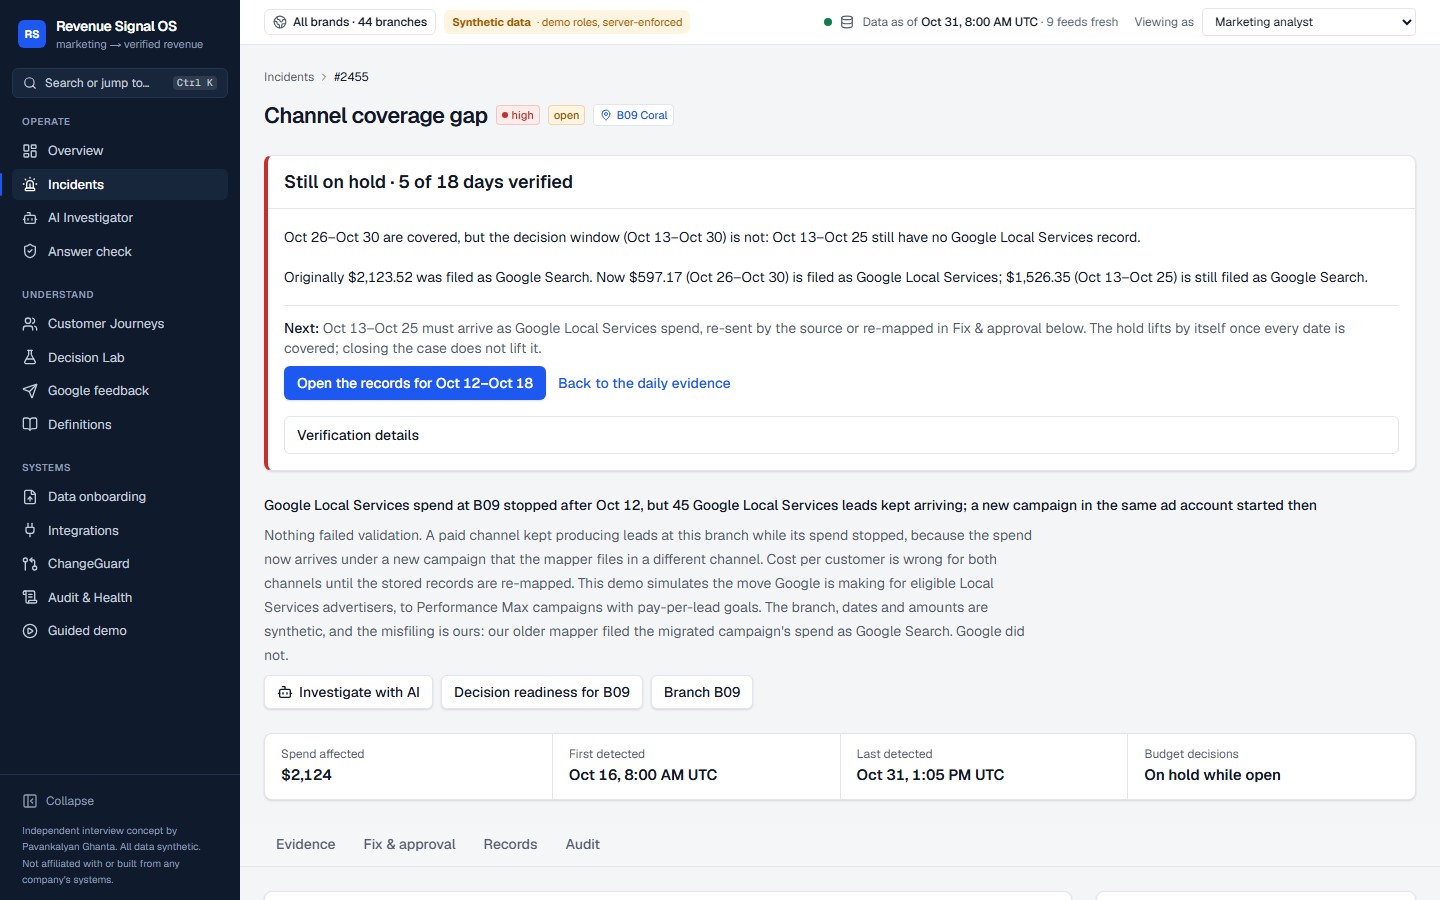 RS
Revenue Signal OS
marketing → verified revenue
Search or jump to...
Ctrl K
OPERATE
Overview
Incidents
AI Investigator
Answer check
UNDERSTAND
Customer Journeys
Decision Lab
Google feedback
Definitions
SYSTEMS
Data onboarding
Integrations
ChangeGuard
Audit & Health
Guided demo
Collapse
Independent interview concept by
Pavankalyan Ghanta. All data synthetic.
Not affiliated with or built from any
company's systems.
All brands · 44 branches
Synthetic data · demo roles, server-enforced
Data as of Oct 31, 8:00 AM UTC · 9 feeds fresh
Viewing as
Marketing analyst
Incidents > #2455
Channel coverage gap
high
open
B09 Coral
Still on hold · 5 of 18 days verified
Oct 26–Oct 30 are covered, but the decision window (Oct 13–Oct 30) is not: Oct 13–Oct 25 still have no Google Local Services record.
Originally $2,123.52 was filed as Google Search. Now $597.17 (Oct 26–Oct 30) is filed as Google Local Services; $1,526.35 (Oct 13–Oct 25) is still filed as Google Search.
Next: Oct 13–Oct 25 must arrive as Google Local Services spend, re-sent by the source or re-mapped in Fix & approval below. The hold lifts by itself once every date is
covered; closing the case does not lift it.
Open the records for Oct 12–Oct 18
Back to the daily evidence
Verification details
Google Local Services spend at B09 stopped after Oct 12, but 45 Google Local Services leads kept arriving; a new campaign in the same ad account started then
Nothing failed validation. A paid channel kept producing leads at this branch while its spend stopped, because the spend
now arrives under a new campaign that the mapper files in a different channel. Cost per customer is wrong for both
channels until the stored records are re-mapped. This demo simulates the move Google is making for eligible Local
Services advertisers, to Performance Max campaigns with pay-per-lead goals. The branch, dates and amounts are
synthetic, and the misfiling is ours: our older mapper filed the migrated campaign's spend as Google Search. Google did
not.
Investigate with AI
Decision readiness for B09
Branch B09
Spend affected
$2,124
First detected
Oct 16, 8:00 AM UTC
Last detected
Oct 31, 1:05 PM UTC
Budget decisions
On hold while open
Evidence
Fix & approval
Records
Audit